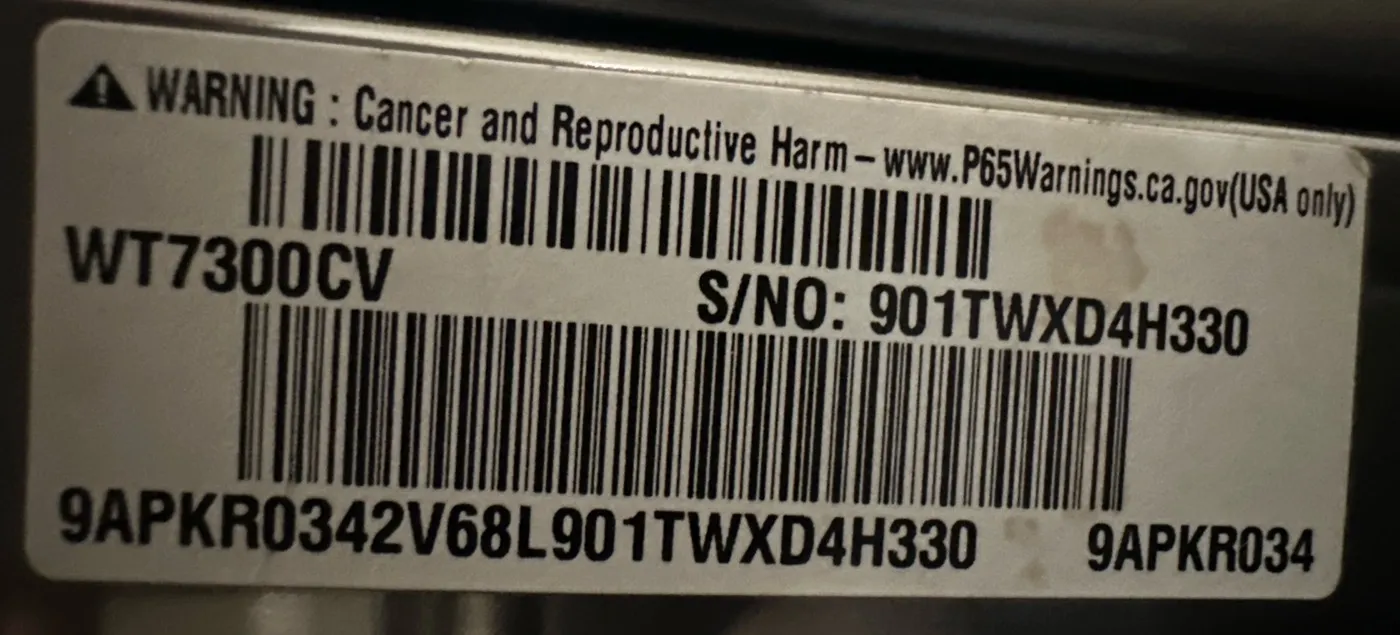 WARNING : Cancer and Reproductive Harm – www.P65Warnings.ca.gov(USA only)
WT7300CV S/NO: 901TWXD4H330
9APKR0342V68L901TWXD4H330 9APKR034